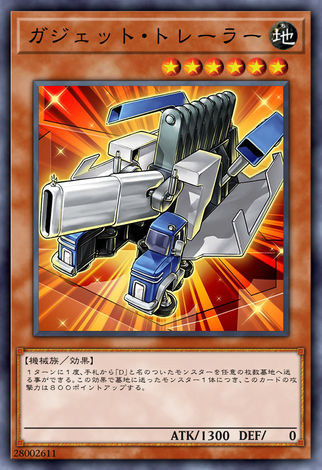 ガジェット・トレーラー 地
【機械族/効果】
1ターンに1度、手札から「D」と名のついたモンスターを任意の枚数墓地へ送
る事ができる。この効果で墓地に送ったモンスター1体につき、このカードの攻
撃力は800ポイントアップする。
ATK/1300 DEF/ 0
28002611